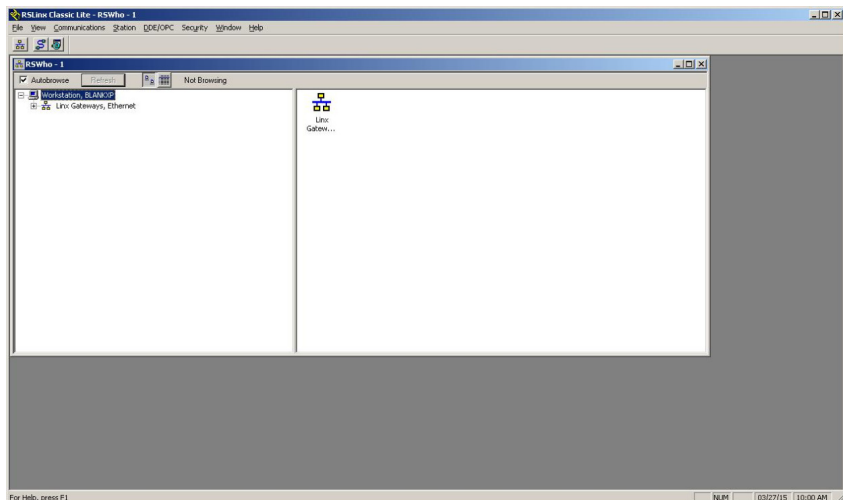 RSLinx Classic Lite - RSWho - 1
File View Communications Station DDE/OPC Security Window Help
RSWho - 1
Autobrowse Refresh Not Browsing
Workstation, BLANKXP
Linx Gateways, Ethernet
Linx
Gatew...
For Help, press F1 NUM 03/27/15 10:00 AM